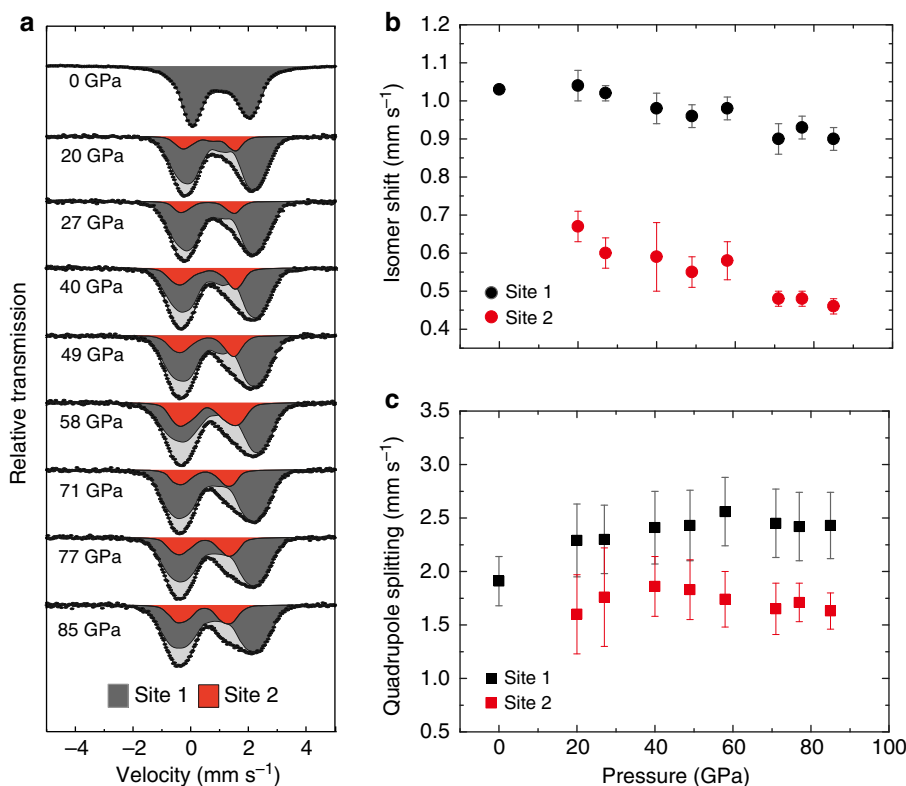 a
Relative transmission
0 GPa
20 GPa
27 GPa
40 GPa
49 GPa
58 GPa
71 GPa
77 GPa
85 GPa
Site 1 Site 2
−4 −2 0 2 4
Velocity (mm s⁻¹)
b
Isomer shift (mm s⁻¹)
1.2
1.1
1.0
0.9
0.8
0.7
0.6
0.5
0.4
Site 1
Site 2
c
Quadrupole splitting (mm s⁻¹)
3.5
3.0
2.5
2.0
1.5
1.0
0.5
Site 1
Site 2
0 20 40 60 80 100
Pressure (GPa)